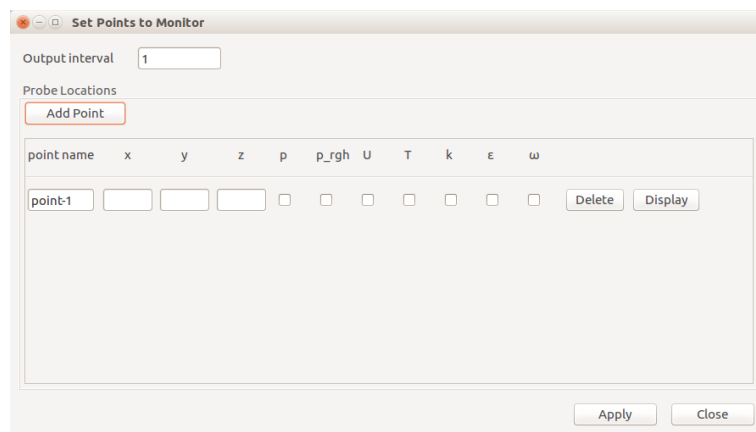 Set Points to Monitor
Output interval 1
Probe Locations
Add Point
point name x y z p p_rgh U T k ε ω
point-1 Delete Display
Apply Close